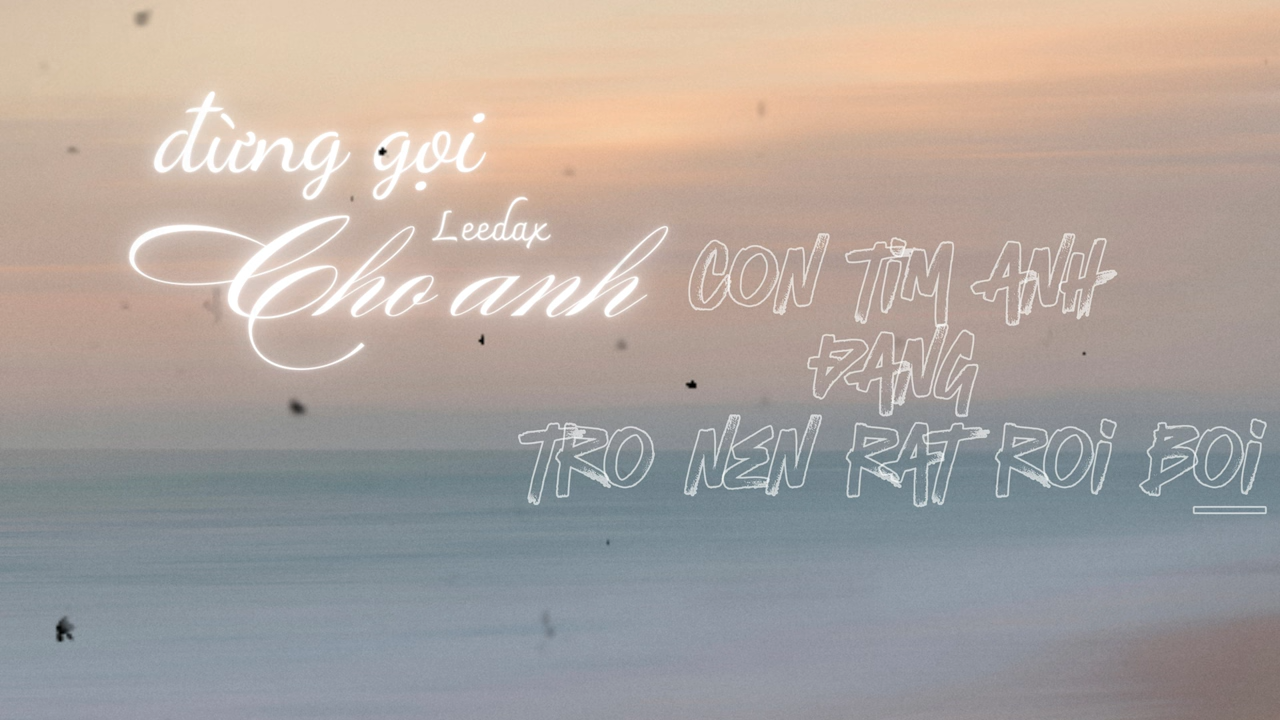 đừng gọi
Leedax
Cho anh
CON TiM ANH
ĐANG
TRO NEN RAT ROi BOi